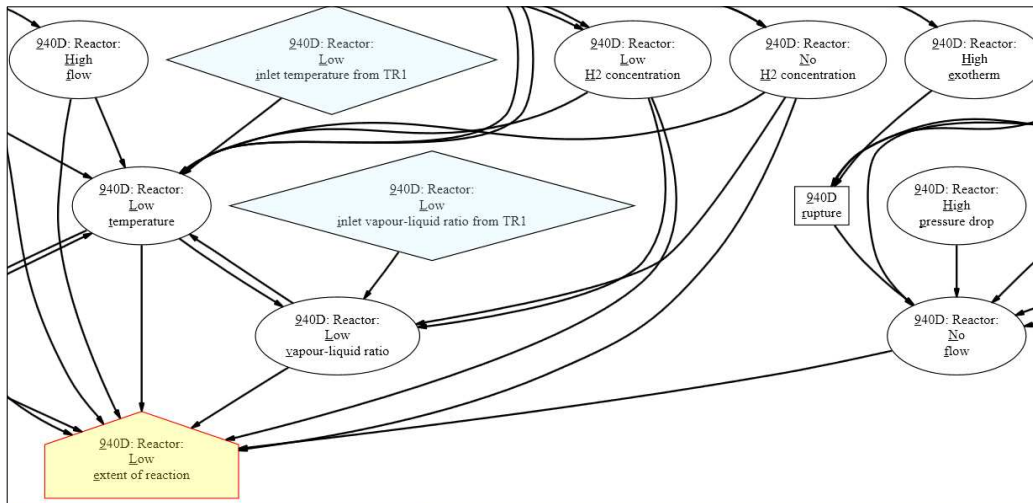 940D: Reactor:
High
flow
940D: Reactor:
Low
inlet temperature from TR1
940D: Reactor:
Low
H2 concentration
940D: Reactor:
No
H2 concentration
940D: Reactor:
High
exotherm
940D: Reactor:
Low
temperature
940D: Reactor:
Low
inlet vapour-liquid ratio from TR1
940D
rupture
940D: Reactor:
High
pressure drop
940D: Reactor:
Low
vapour-liquid ratio
940D: Reactor:
No
flow
940D: Reactor:
Low
extent of reaction